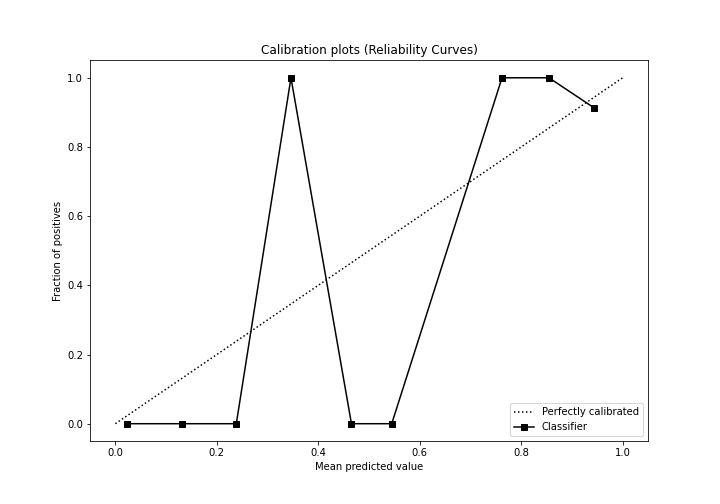 Calibration plots (Reliability Curves)
1.0
0.8
0.6
0.4
0.2
0.0
Fraction of positives
Perfectly calibrated
Classifier
0.0 0.2 0.4 0.6 0.8 1.0
Mean predicted value